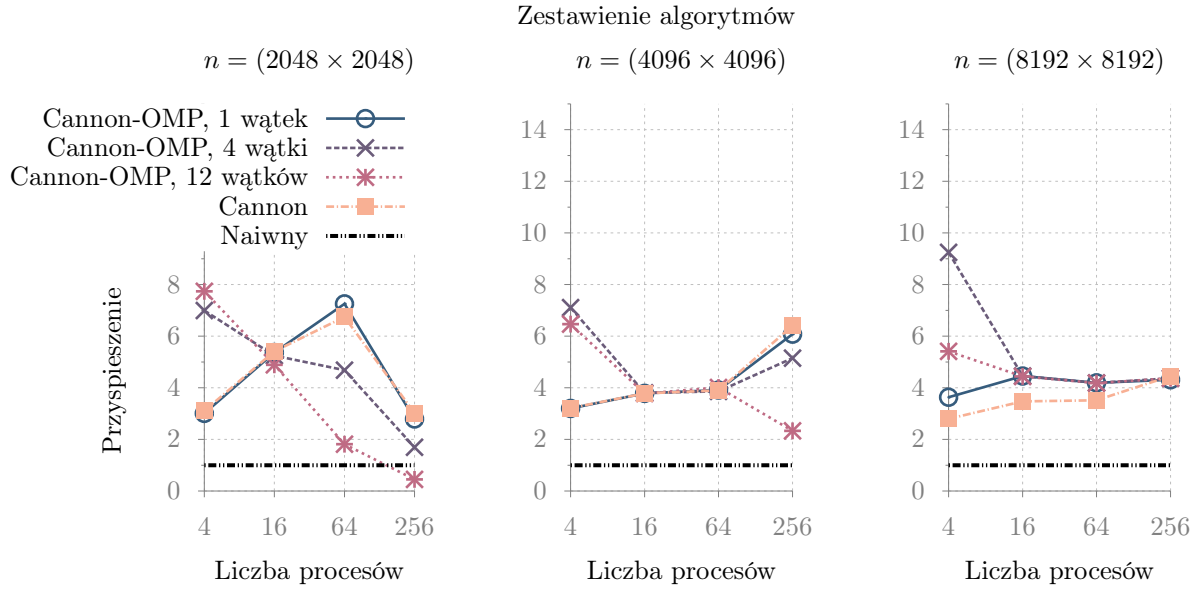 Zestawienie algorytmów
n = (2048 × 2048)
n = (4096 × 4096)
n = (8192 × 8192)
Cannon-OMP, 1 wątek
Cannon-OMP, 4 wątki
Cannon-OMP, 12 wątków
Cannon
Naiwny
Przyspieszenie
8
6
4
2
0
4 16 64 256
Liczba procesów
14
12
10
8
6
4
2
0
4 16 64 256
Liczba procesów
14
12
10
8
6
4
2
0
4 16 64 256
Liczba procesów